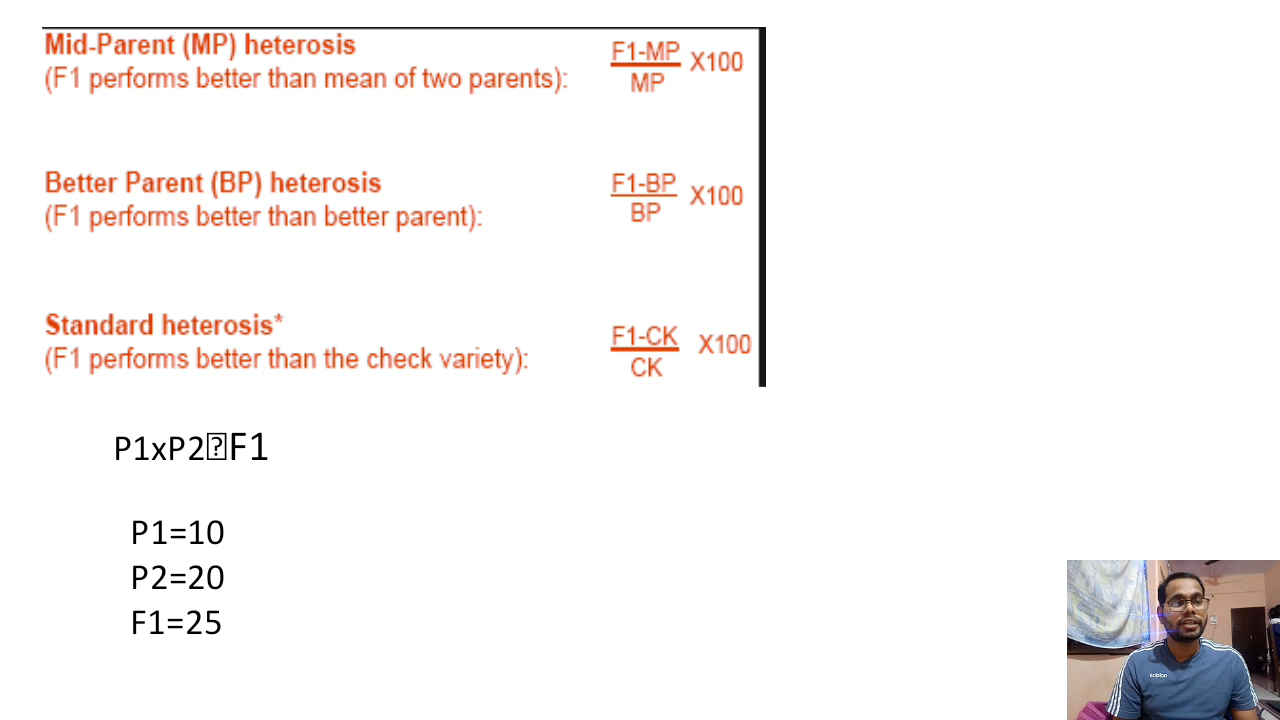 Mid-Parent (MP) heterosis
(F1 performs better than mean of two parents):
F1-MP
MP
X100
Better Parent (BP) heterosis
(F1 performs better than better parent):
F1-BP
BP
X100
Standard heterosis*
(F1 performs better than the check variety):
F1-CK
CK
X100
P1xP2⍰F1
P1=10
P2=20
F1=25